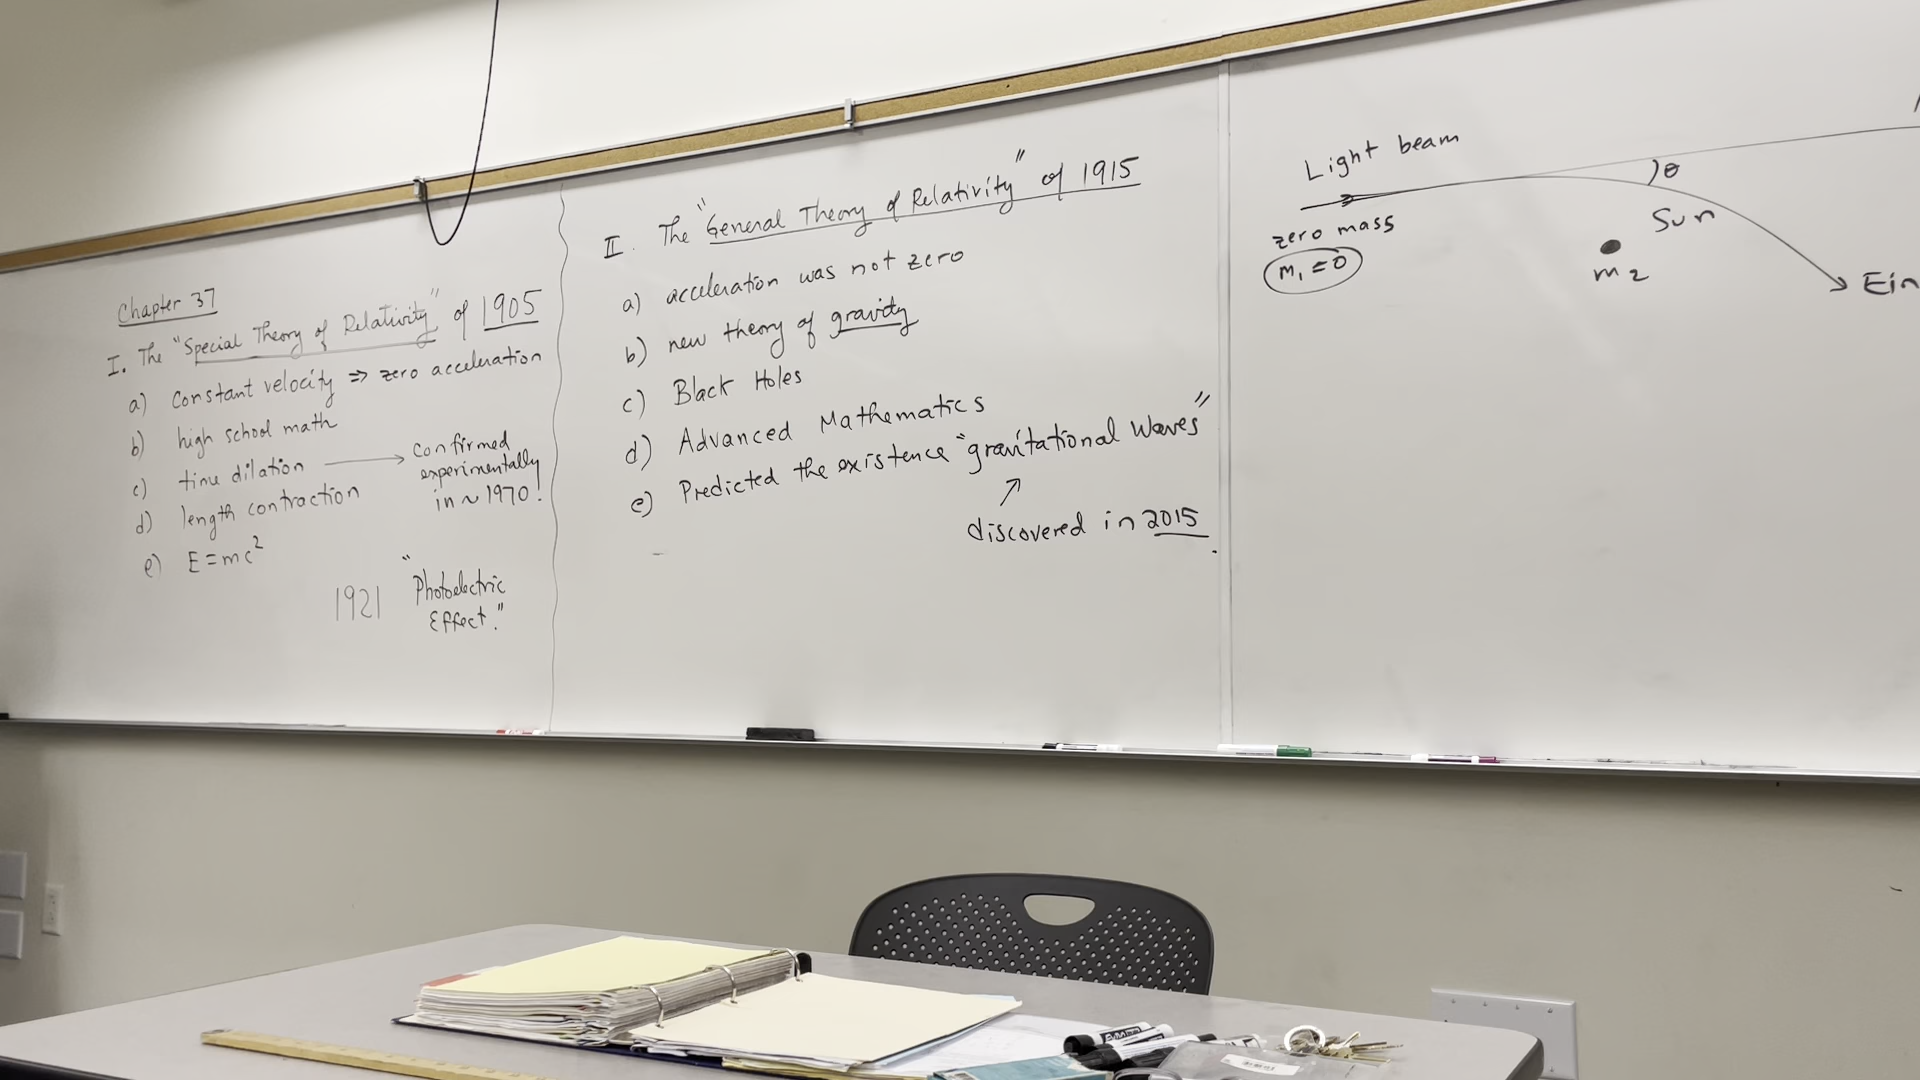 Chapter 37
I. The "Special Theory of Relativity" of 1905
a) constant velocity ⇒ zero acceleration
b) high school math
c) time dilation → confirmed experimentally in ~ 1970!
d) length contraction
e) E = mc²
1921 "Photoelectric Effect."
II. The "General Theory of Relativity" of 1915
a) acceleration was not zero
b) new theory of gravity
c) Black Holes
d) Advanced Mathematics
e) Predicted the existence "gravitational waves"
discovered in 2015.
Light beam
zero mass
m₁ = 0
θ
Sun
m₂
Ein